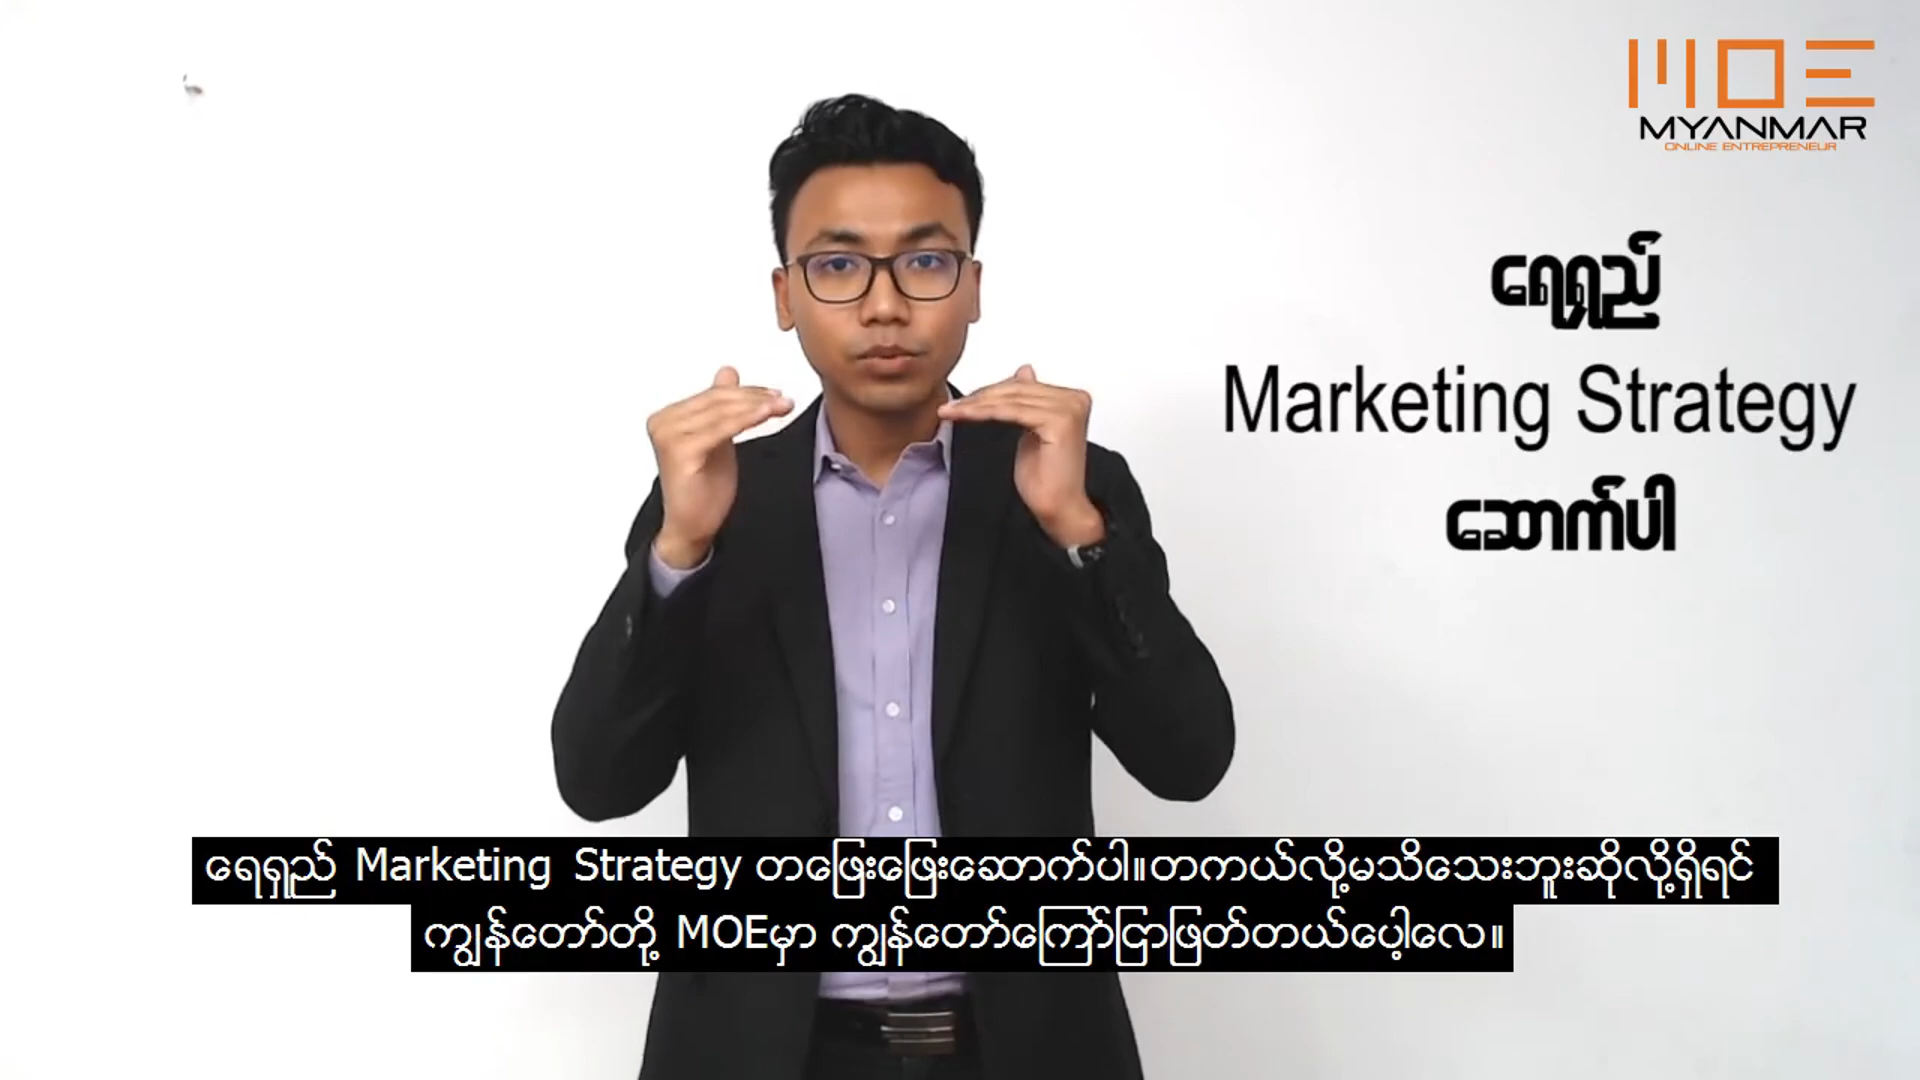 MOE
MYANMAR
ONLINE ENTREPRENEUR
ရေရှည်
Marketing Strategy
ဆောက်ပါ
ရေရှည် Marketing Strategy တဖြေးဖြေးဆောက်ပါ။တကယ်လို့မသိသေးဘူးဆိုလို့ရှိရင်
ကျွန်တော်တို့ MOEမှာ ကျွန်တော်ကြော်ငြာဖြတ်တယ်ပေ့ါလေ။